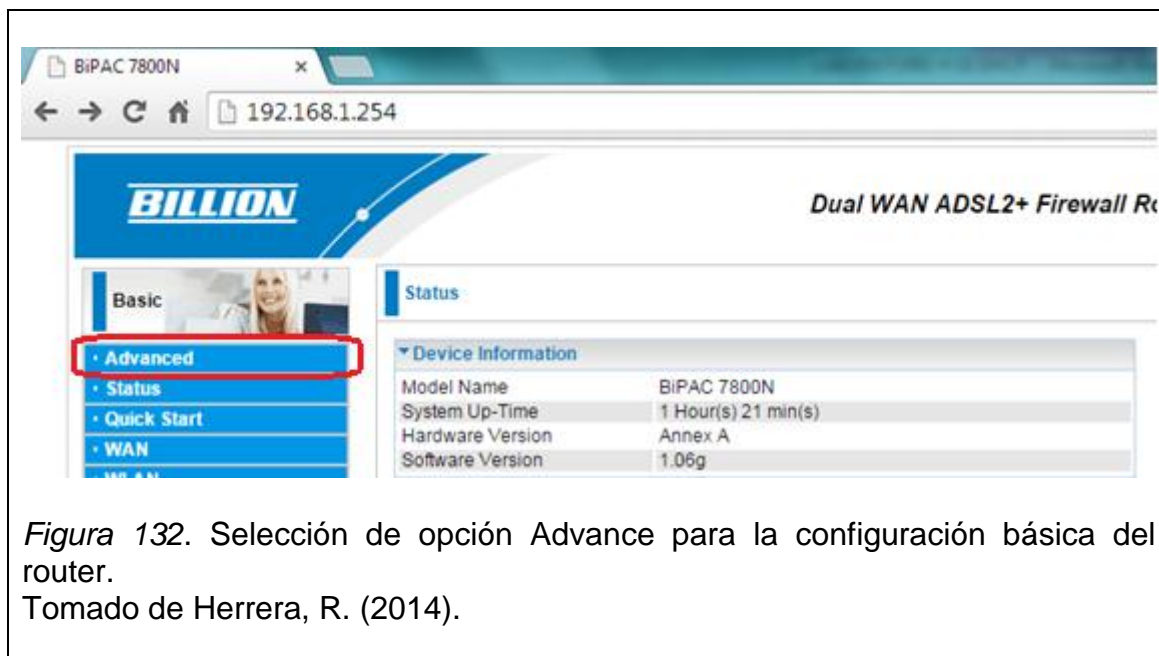 BiPAC 7800N
192.168.1.254
BILLION
Dual WAN ADSL2+ Firewall
Basic
Status
· Advanced
· Status
· Quick Start
· WAN
· WLAN
Device Information
Model Name BiPAC 7800N
System Up-Time 1 Hour(s) 21 min(s)
Hardware Version Annex A
Software Version 1.06g
Figura 132. Selección de opción Advance para la configuración básica del
router.
Tomado de Herrera, R. (2014).